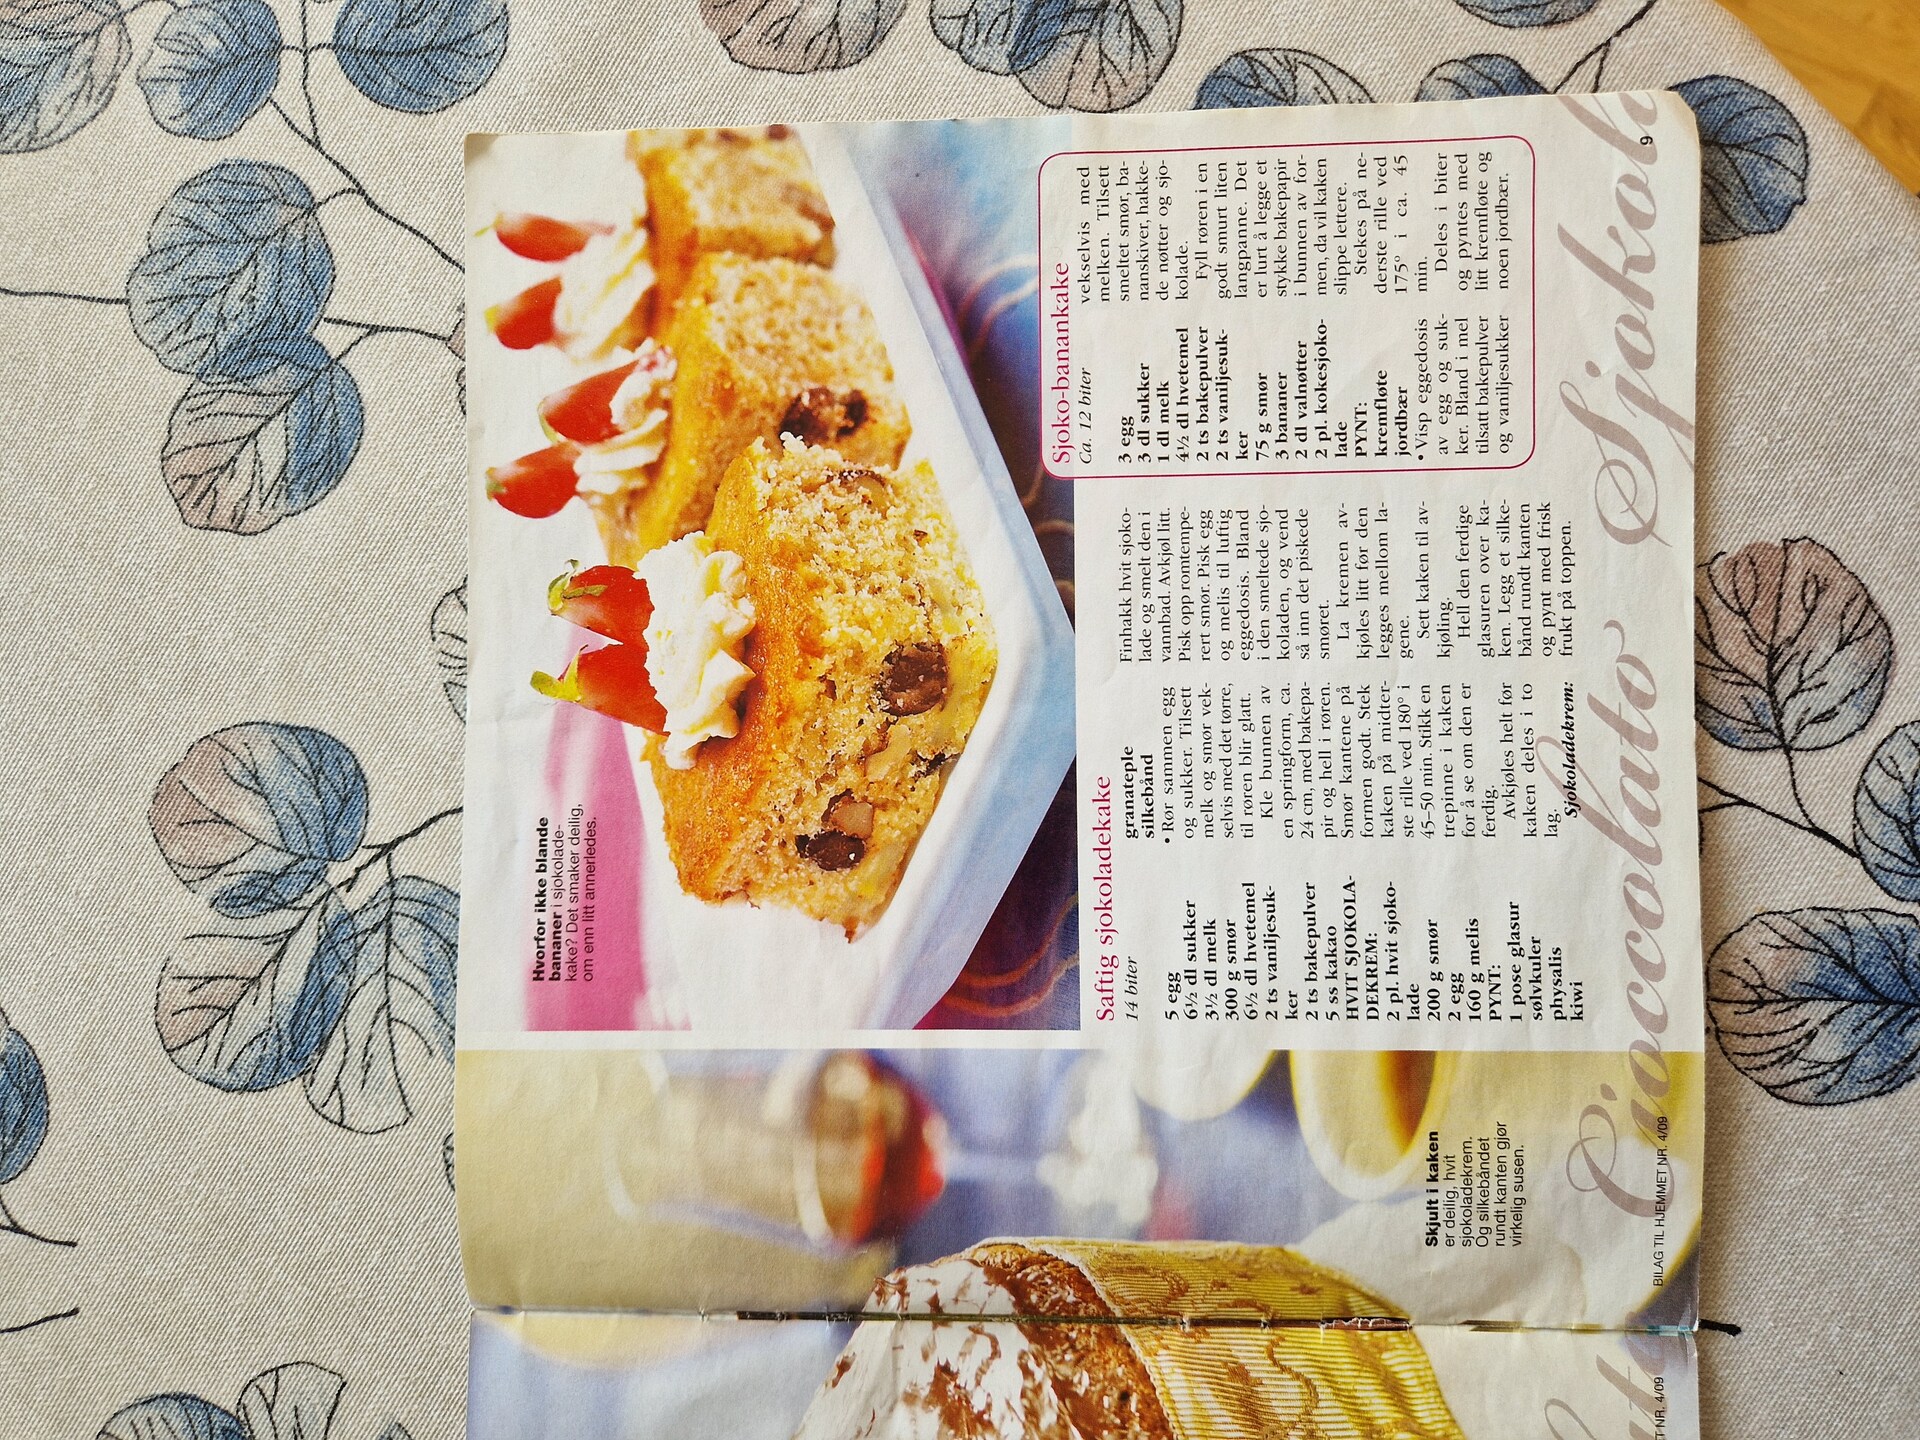 Hvorfor ikke blande
bananer i sjokolade-
kake? Det smaker deilig,
om enn litt annerledes.
Saftig sjokoladekake
14 biter
5 egg
6½ dl sukker
3½ dl melk
300 g smør
6½ dl hvetemel
2 ts vaniljesuk-
ker
2 ts bakepulver
5 ss kakao
HVIT SJOKOLA-
DEKREM:
2 pl. hvit sjoko-
lade
200 g smør
2 egg
160 g melis
PYNT:
1 pose glasur
sølvkuler
physalis
kiwi
granateple
silkebånd
• Rør sammen egg
og sukker. Tilsett
melk og smør vek-
selvis med det tørre,
til røren blir glatt.
Kle bunnen av
en springform, ca.
24 cm, med bakepa-
pir og hell i røren.
Smør kantene på
formen godt. Stek
kaken på midter-
ste rille ved 180° i
45–50 min. Stikk en
trepinne i kaken
for å se om den er
ferdig.
Avkjøles helt før
kaken deles i to
lag.
Sjokoladekrem:
Finhakk hvit sjoko-
lade og smelt den i
vannbad. Avkjøl litt.
Pisk opp romtempe-
rert smør. Pisk egg
og melis til luftig
eggedosis. Bland
i den smeltede sjo-
koladen, og vend
så inn det piskede
smøret.
La kremen av-
kjøles litt før den
legges mellom la-
gene.
Sett kaken til av-
kjøling.
Hell den ferdige
glasuren over ka-
ken. Legg et silke-
bånd rundt kanten
og pynt med frisk
frukt på toppen.
Sjoko-banankake
Ca. 12 biter
3 egg
3 dl sukker
1 dl melk
4½ dl hvetemel
2 ts bakepulver
2 ts vaniljesuk-
ker
75 g smør
3 bananer
2 dl valnøtter
2 pl. kokesjoko-
lade
PYNT:
kremfløte
jordbær
• Visp eggedosis
av egg og suk-
ker. Bland i mel
tilsatt bakepulver
og vaniljesukker
vekselvis med
melken. Tilsett
smeltet smør, ba-
nanskiver, hakke-
de nøtter og sjo-
kolade.
Fyll røren i en
godt smurt liten
langpanne. Det
er lurt å legge et
stykke bakepapir
i bunnen av for-
men, da vil kaken
slippe lettere.
Stekes på ne-
derste rille ved
175° i ca. 45
min.
Deles i biter
og pyntes med
litt kremfløte og
noen jordbær.
Skjult i kaken
er deilig, hvit
sjokoladekrem.
Og silkebåndet
rundt kanten gjør
virkelig susen.
Cioccolato Sjokol
T NR. 4/09
BILAG TIL HJEMMET NR. 4/09
9